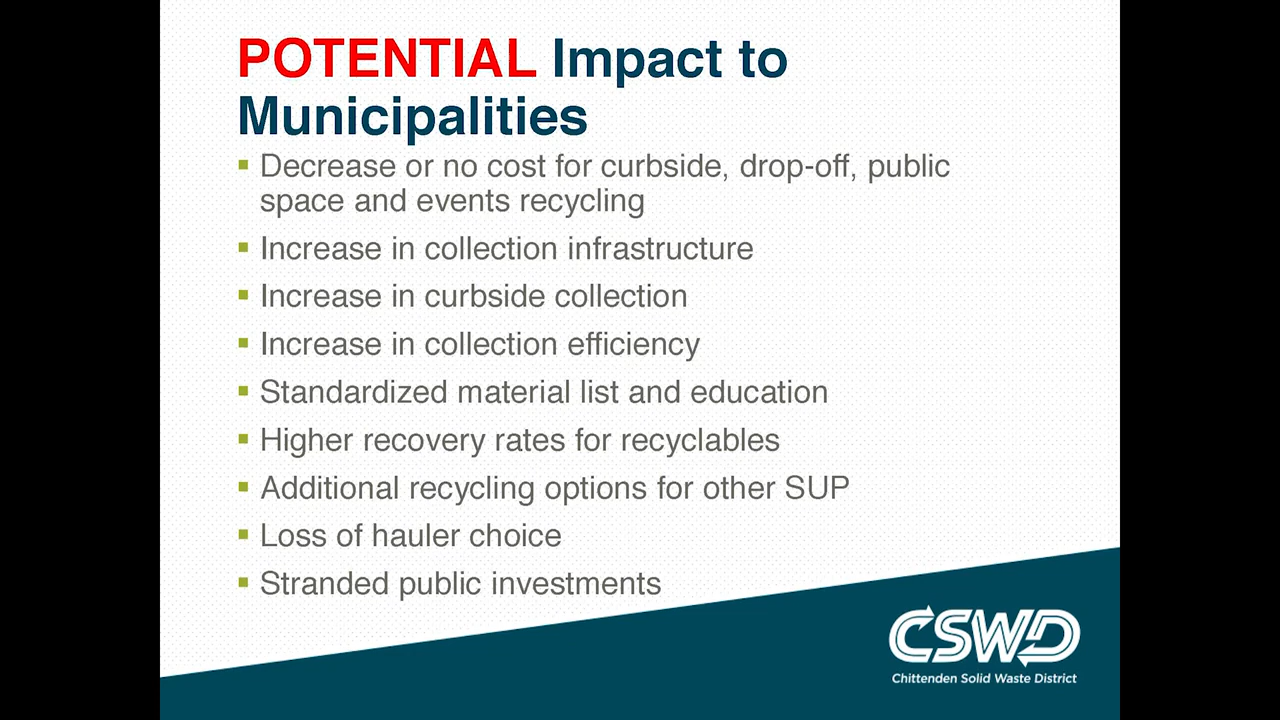 POTENTIAL Impact to
Municipalities
▪ Decrease or no cost for curbside, drop-off, public
space and events recycling
▪ Increase in collection infrastructure
▪ Increase in curbside collection
▪ Increase in collection efficiency
▪ Standardized material list and education
▪ Higher recovery rates for recyclables
▪ Additional recycling options for other SUP
▪ Loss of hauler choice
▪ Stranded public investments
CSWD
Chittenden Solid Waste District